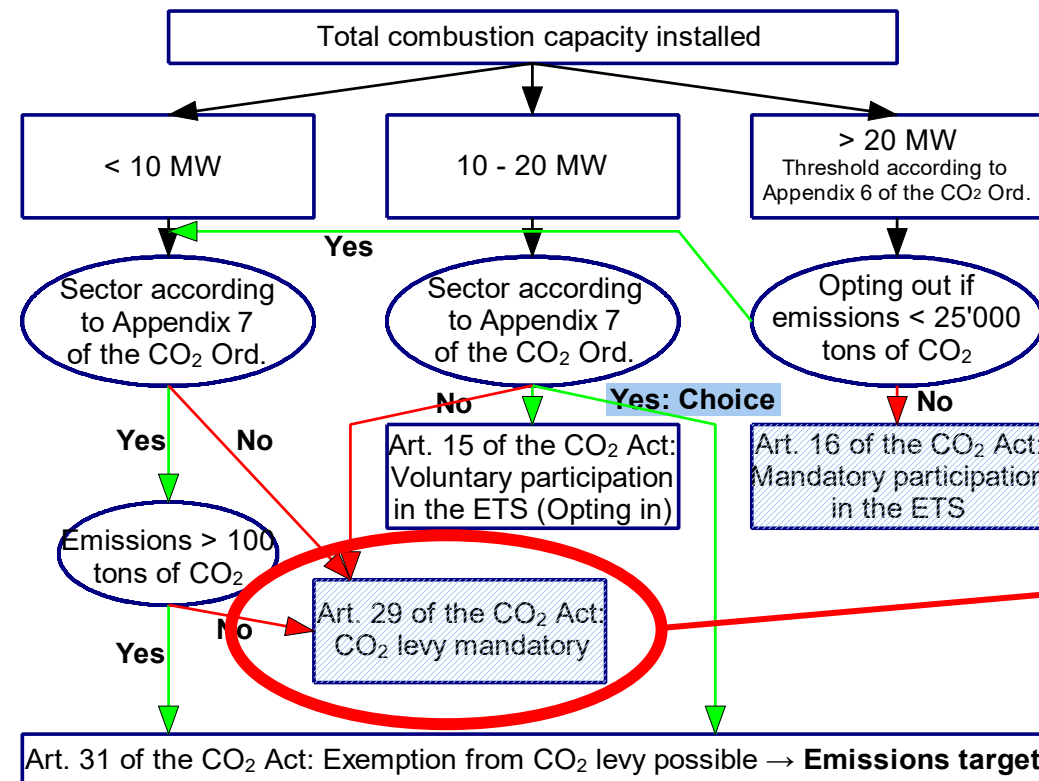 Total combustion capacity installed
< 10 MW
10 - 20 MW
> 20 MW
Threshold according to
Appendix 6 of the CO₂ Ord.
Yes
Sector according
to Appendix 7
of the CO₂ Ord.
Sector according
to Appendix 7
of the CO₂ Ord.
Opting out if
emissions < 25'000
tons of CO₂
Yes
No
No
Yes: Choice
No
Art. 15 of the CO₂ Act:
Voluntary participation
in the ETS (Opting in)
Art. 16 of the CO₂ Act:
Mandatory participation
in the ETS
Emissions > 100
tons of CO₂
No
Yes
Art. 29 of the CO₂ Act:
CO₂ levy mandatory
Art. 31 of the CO₂ Act: Exemption from CO₂ levy possible → Emissions target